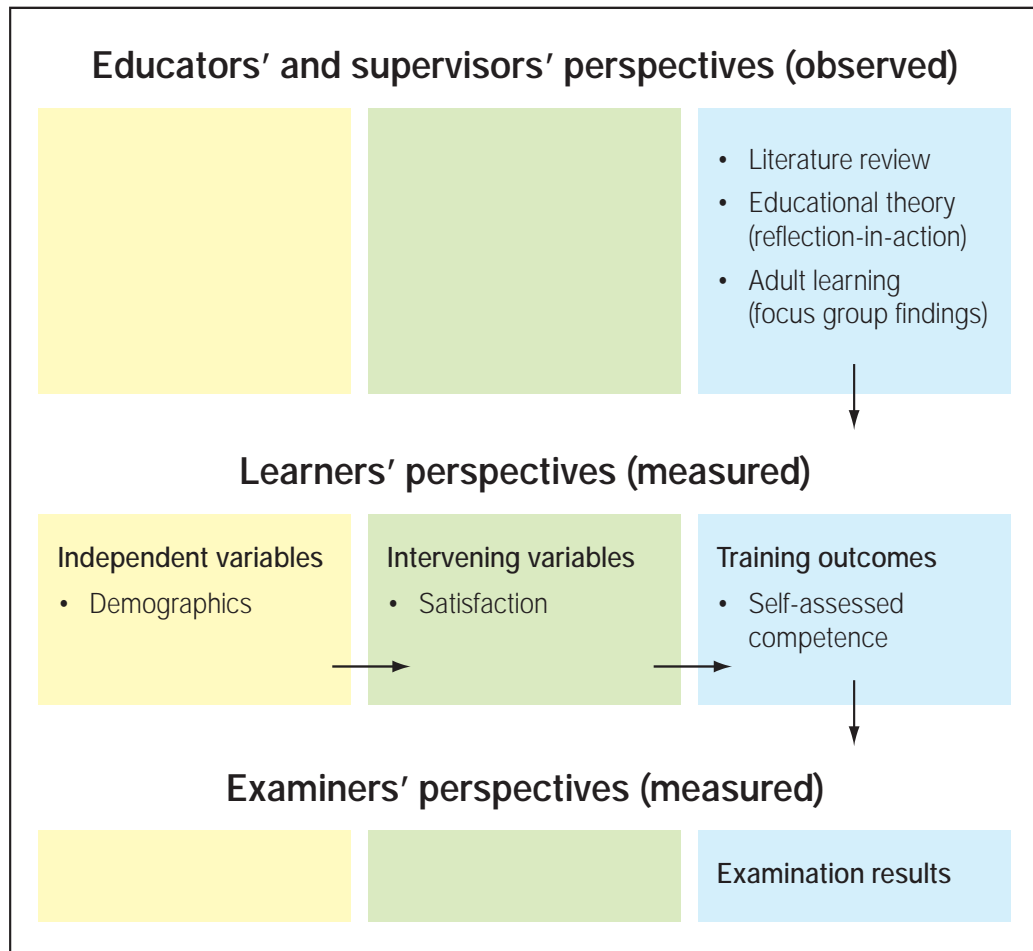 Educators’ and supervisors’ perspectives (observed)
• Literature review
• Educational theory
(reflection-in-action)
• Adult learning
(focus group findings)
Learners’ perspectives (measured)
Independent variables
• Demographics
Intervening variables
• Satisfaction
Training outcomes
• Self-assessed
competence
Examiners’ perspectives (measured)
Examination results